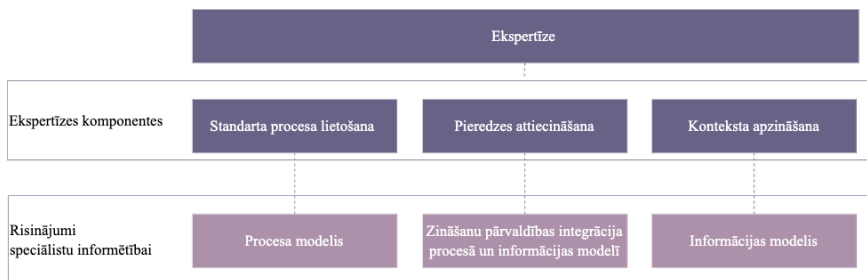 Ekspertīze
Ekspertīzes komponentes
Standarta procesa lietošana
Pieredzes attiecināšana
Konteksta apzināšana
Risinājumi
speciālistu informētībai
Procesa modelis
Zināšanu pārvaldības integrācija
procesā un informācijas modelī
Informācijas modelis